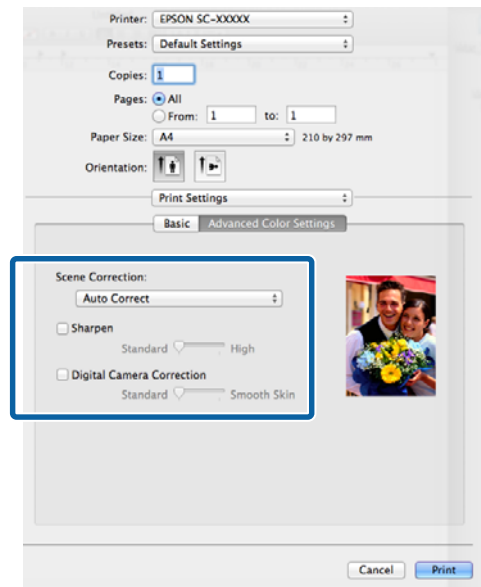 Printer: EPSON SC-XXXXX
Presets: Default Settings
Copies: 1
Pages: All
From: 1 to: 1
Paper Size: A4 210 by 297 mm
Orientation:
Print Settings
Basic Advanced Color Settings
Scene Correction:
Auto Correct
Sharpen
Standard High
Digital Camera Correction
Standard Smooth Skin
Cancel Print